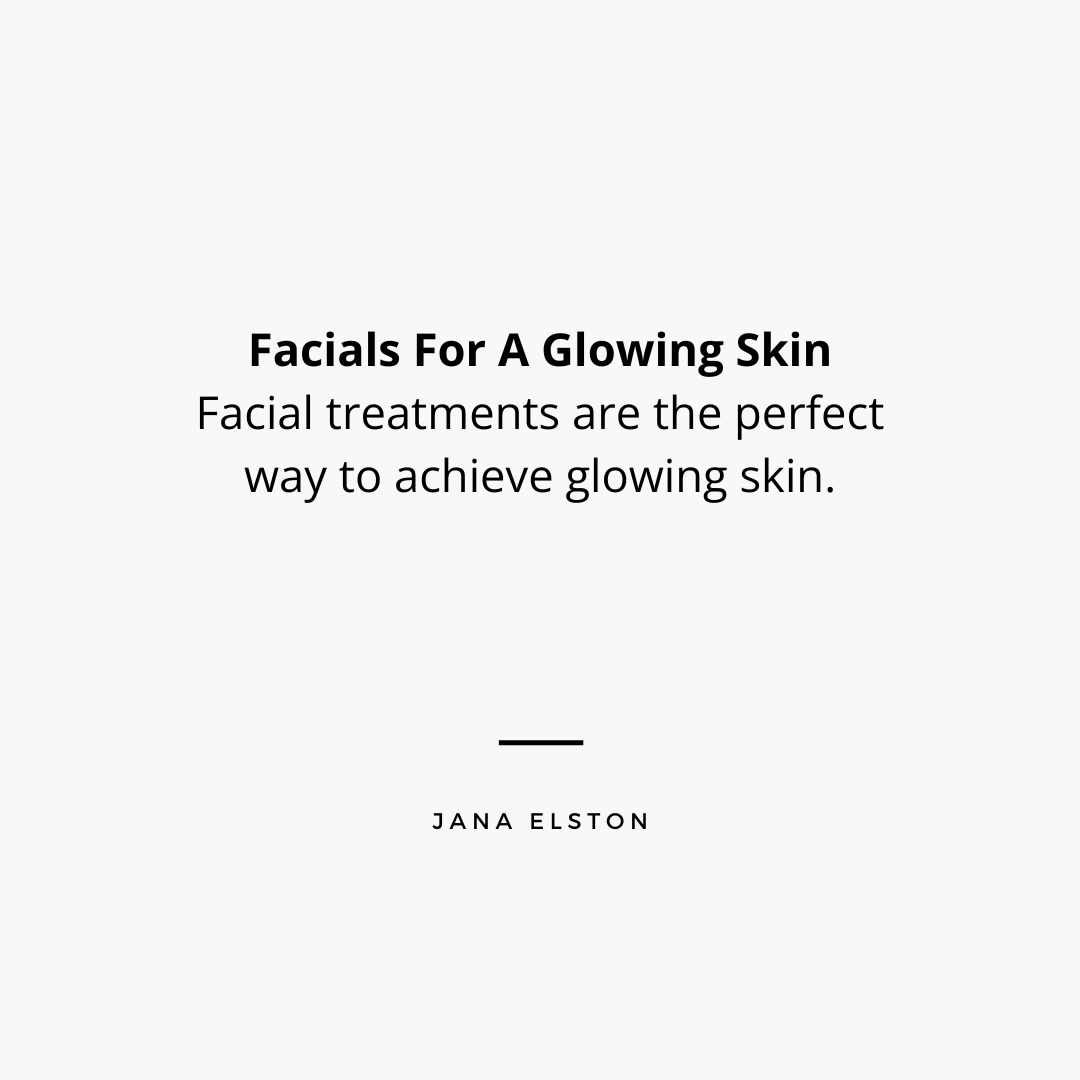 Facials For A Glowing Skin
Facial treatments are the perfect
way to achieve glowing skin.
JANA ELSTON